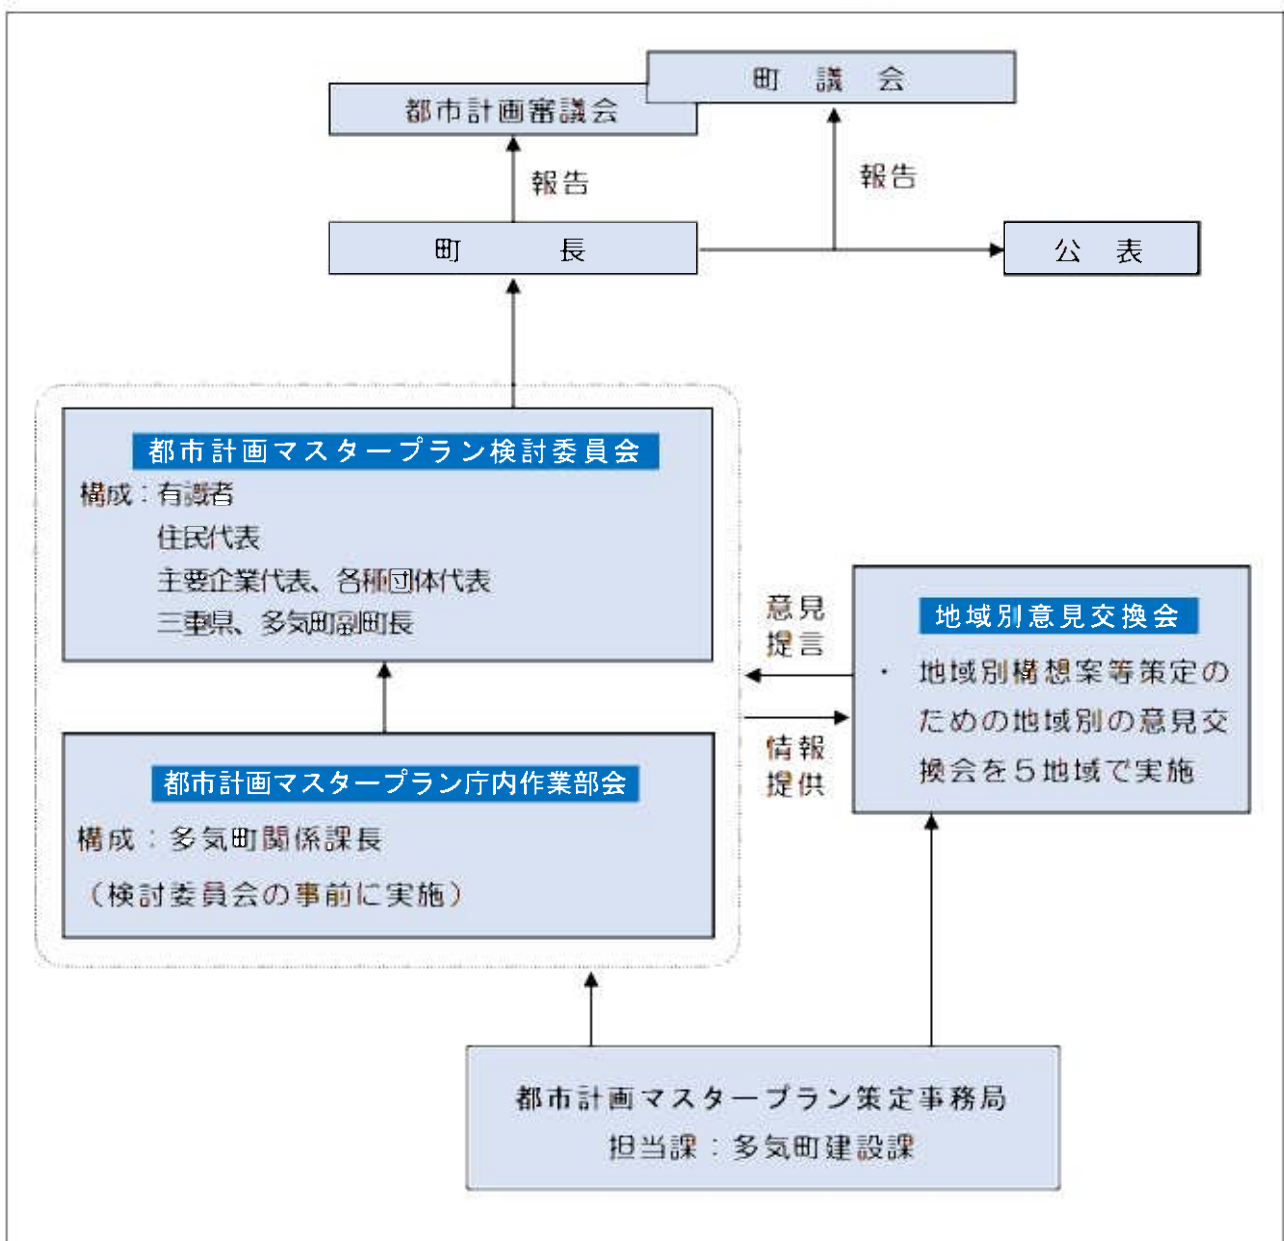 町議会
都市計画審議会
報告
報告
町長
公表
都市計画マスタープラン検討委員会
構成：有識者
住民代表
主要企業代表、各種団体代表
三重県、多気町副町長
意見
提言
地域別意見交換会
・ 地域別構想案等策定の
ための地域別の意見交
換会を５地域で実施
情報
提供
都市計画マスタープラン庁内作業部会
構成：多気町関係課長
（検討委員会の事前に実施）
都市計画マスタープラン策定事務局
担当課：多気町建設課